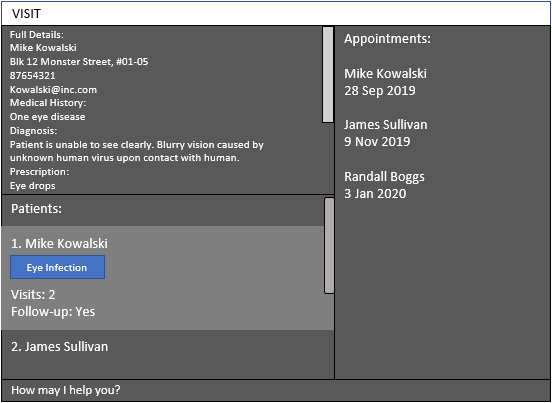 VISIT
Full Details:
Mike Kowalski
Blk 12 Monster Street, #01-05
87654321
Kowalski@inc.com
Medical History:
One eye disease
Diagnosis:
Patient is unable to see clearly. Blurry vision caused by
unknown human virus upon contact with human.
Prescription:
Eye drops
Patients:
1. Mike Kowalski
Eye Infection
Visits: 2
Follow-up: Yes
2. James Sullivan
Appointments:
Mike Kowalski
28 Sep 2019
James Sullivan
9 Nov 2019
Randall Boggs
3 Jan 2020
How may I help you?